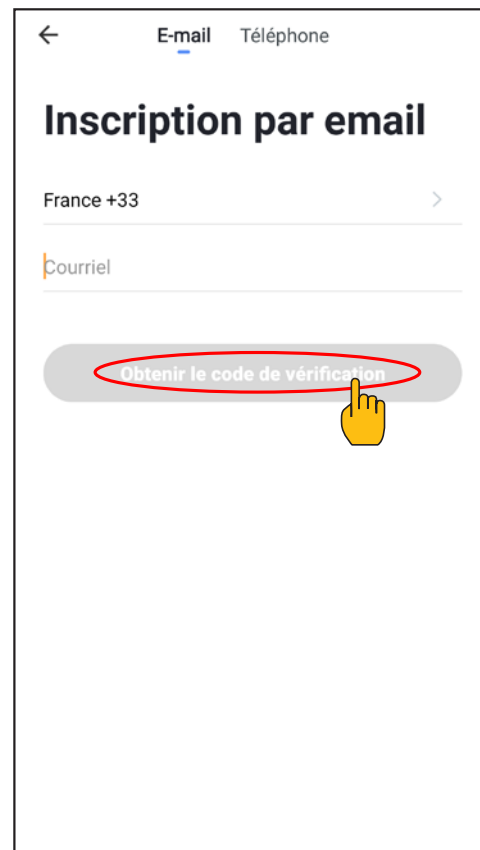 E-mail Téléphone
Inscription par email
France +33
Courriel
Obtenir le code de vérification